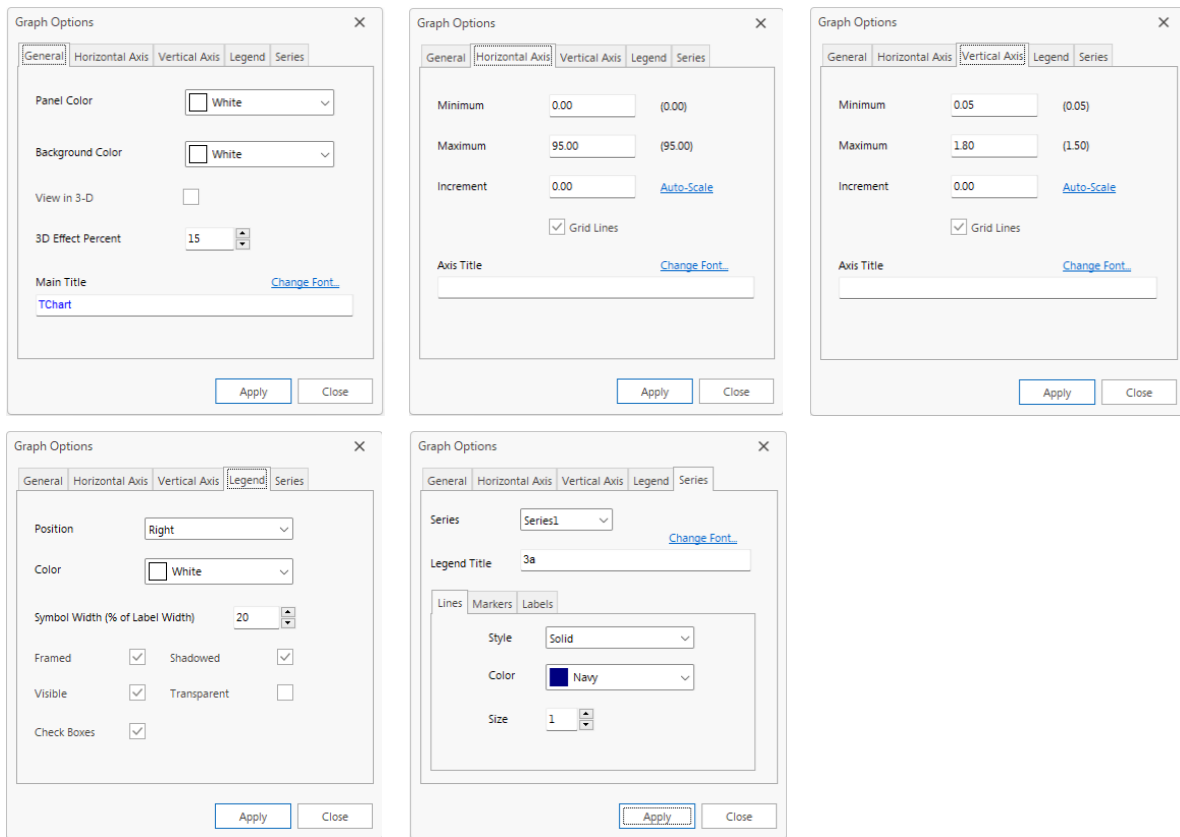 Graph Options
General Horizontal Axis Vertical Axis Legend Series
Panel Color White
Background Color White
View in 3-D
3D Effect Percent 15
Main Title Change Font...
TChart
Apply Close
Graph Options
General Horizontal Axis Vertical Axis Legend Series
Minimum 0.00 (0.00)
Maximum 95.00 (95.00)
Increment 0.00 Auto-Scale
Grid Lines
Axis Title Change Font...
Apply Close
Graph Options
General Horizontal Axis Vertical Axis Legend Series
Minimum 0.05 (0.05)
Maximum 1.80 (1.50)
Increment 0.00 Auto-Scale
Grid Lines
Axis Title Change Font...
Apply Close
Graph Options
General Horizontal Axis Vertical Axis Legend Series
Position Right
Color White
Symbol Width (% of Label Width) 20
Framed Shadowed
Visible Transparent
Check Boxes
Apply Close
Graph Options
General Horizontal Axis Vertical Axis Legend Series
Series Series1
Change Font...
Legend Title 3a
Lines Markers Labels
Style Solid
Color Navy
Size 1
Apply Close